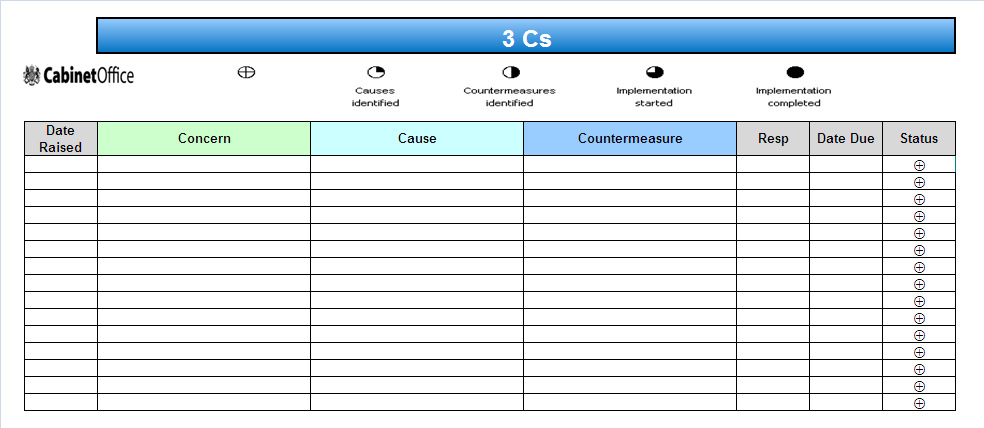 3 Cs
CabinetOffice
Causes
identified
Countermeasures
identified
Implementation
started
Implementation
completed
Date
Raised
Concern
Cause
Countermeasure
Resp
Date Due
Status